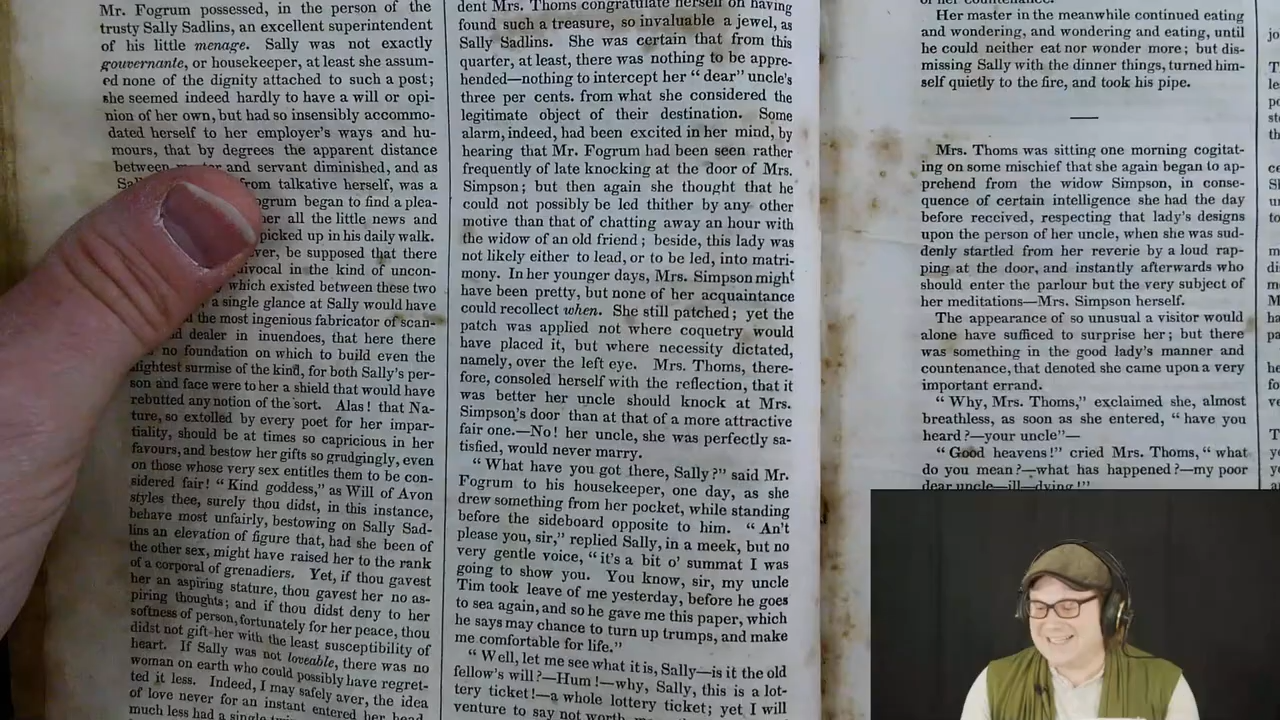 Mr. Fogrum possessed, in the person of the
trusty Sally Sadlins, an excellent superintendent
of his little menage. Sally was not exactly
gouvernante, or housekeeper, at least she assum-
ed none of the dignity attached to such a post;
she seemed indeed hardly to have a will or opi-
nion of her own, but had so insensibly accommo-
dated herself to her employer's ways and hu-
mours, that by degrees the apparent distance
between and servant diminished, and as
from talkative herself, was a
began to find a plea-
all the little news and
picked up in his daily walk.
be supposed that there
in the kind of uncon-
which existed between these two
a single glance at Sally would have
the most ingenious fabricator of scan-
dealer in inuendoes, that here there
no foundation on which to build even the
slightest surmise of the kind, for both Sally's per-
son and face were to her a shield that would have
rebutted any notion of the sort. Alas! that Na-
ture, so extolled by every poet for her impar-
tiality, should be at times so capricious in her
favours, and bestow her gifts so grudgingly, even
on those whose very sex entitles them to be con-
sidered fair! "Kind goddess," as Will of Avon
styles thee, surely thou didst, in this instance,
behave most unfairly, bestowing on Sally Sad-
lins an elevation of figure that, had she been of
the other sex, might have raised her to the rank
of a corporal of grenadiers. Yet, if thou gavest
her an aspiring stature, thou gavest her no as-
piring thoughts; and if thou didst deny to her
softness of person, fortunately for her peace, thou
didst not gift her with the least susceptibility of
heart. If Sally was not loveable, there was no
woman on earth who could possibly have regret-
ted it less. Indeed, I may safely aver, the idea
of love never for an instant entered her head,
much less had a single
dent Mrs. Thoms congratulate herself on having
found such a treasure, so invaluable a jewel, as
Sally Sadlins. She was certain that from this
quarter, at least, there was nothing to be appre-
hended—nothing to intercept her "dear" uncle's
three per cents. from what she considered the
legitimate object of their destination. Some
alarm, indeed, had been excited in her mind, by
hearing that Mr. Fogrum had been seen rather
frequently of late knocking at the door of Mrs.
Simpson; but then again she thought that he
could not possibly be led thither by any other
motive than that of chatting away an hour with
the widow of an old friend; beside, this lady was
not likely either to lead, or to be led, into matri-
mony. In her younger days, Mrs. Simpson might
have been pretty, but none of her acquaintance
could recollect when. She still patched; yet the
patch was applied not where coquetry would
have placed it, but where necessity dictated,
namely, over the left eye. Mrs. Thoms, there-
fore, consoled herself with the reflection, that it
was better her uncle should knock at Mrs.
Simpson's door than at that of a more attractive
fair one.—No! her uncle, she was perfectly sa-
tisfied, would never marry.
"What have you got there, Sally?" said Mr.
Fogrum to his housekeeper, one day, as she
drew something from her pocket, while standing
before the sideboard opposite to him. "An't
please you, sir," replied Sally, in a meek, but no
very gentle voice, "it's a bit o' summat I was
going to show you. You know, sir, my uncle
Tim took leave of me yesterday, before he goes
to sea again, and so he gave me this paper, which
he says may chance to turn up trumps, and make
me comfortable for life."
"Well, let me see what it is, Sally—is it the old
fellow's will?—Hum!—why, Sally, this is a lot-
tery ticket!—a whole lottery ticket; yet I will
venture to say not worth
Her master in the meanwhile continued eating
and wondering, and wondering and eating, until
he could neither eat nor wonder more; but dis-
missing Sally with the dinner things, turned him-
self quietly to the fire, and took his pipe.
Mrs. Thoms was sitting one morning cogitat-
ing on some mischief that she again began to ap-
prehend from the widow Simpson, in conse-
quence of certain intelligence she had the day
before received, respecting that lady's designs
upon the person of her uncle, when she was sud-
denly startled from her reverie by a loud rap-
ping at the door, and instantly afterwards who
should enter the parlour but the very subject of
her meditations—Mrs. Simpson herself.
The appearance of so unusual a visitor would
alone have sufficed to surprise her; but there
was something in the good lady's manner and
countenance, that denoted she came upon a very
important errand.
"Why, Mrs. Thoms," exclaimed she, almost
breathless, as soon as she entered, "have you
heard?—your uncle"—
"Good heavens!" cried Mrs. Thoms, "what
do you mean?—what has happened?—my poor
dear uncle—ill—dying!"